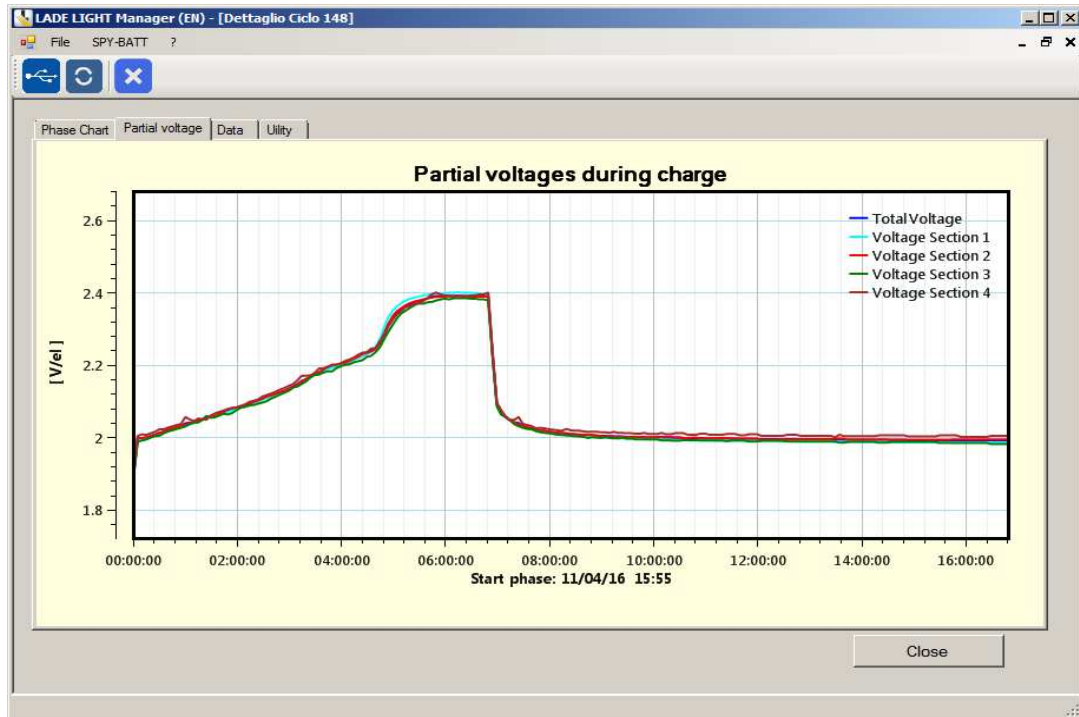 LADE LIGHT Manager (EN) - [Dettaglio Ciclo 148]
File SPY-BATT ?
Phase Chart Partial voltage Data Uility
Partial voltages during charge
Total Voltage
Voltage Section 1
Voltage Section 2
Voltage Section 3
Voltage Section 4
[V/el]
2.6
2.4
2.2
2
1.8
00:00:00 02:00:00 04:00:00 06:00:00 08:00:00 10:00:00 12:00:00 14:00:00 16:00:00
Start phase: 11/04/16 15:55
Close